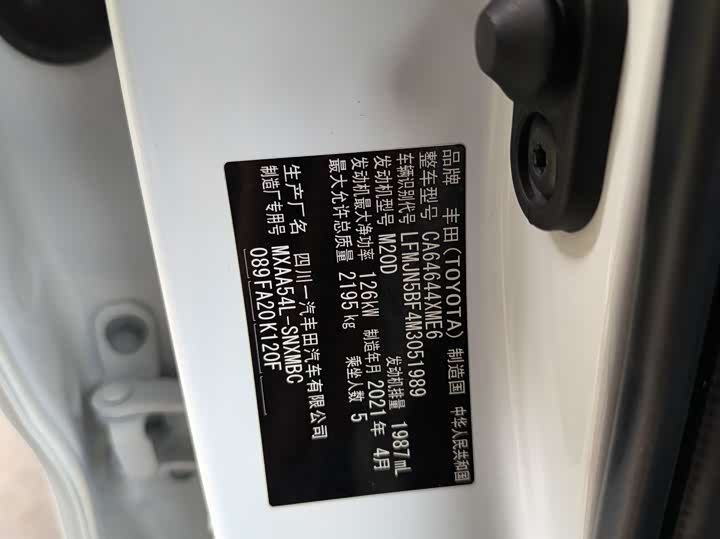 品牌 丰田(TOYOTA) 制造国 中华人民共和国
整车型号 CA64644XME6
车辆识别代号 LFMJN5BF4M3051989
发动机型号 M20D 发动机排量 1987mL
发动机最大净功率 126kW 制造年月 2021年 4月
最大允许总质量 2195kg 乘坐人数 5
生产厂名 四川一汽丰田汽车有限公司
制造厂专用号 MXAA54L-SNXMBC
089FA20K120F